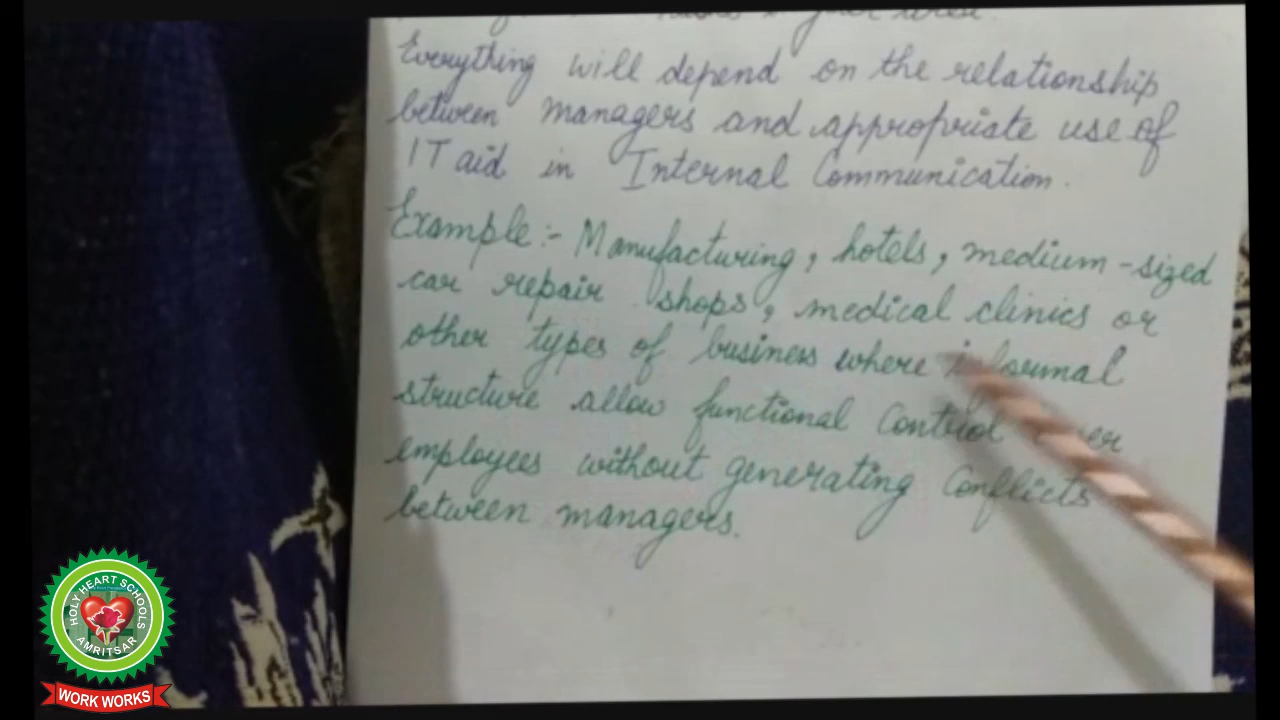 Everything will depend on the relationship
between managers and appropriate use of
IT aid in Internal Communication.
Example:- Manufacturing, hotels, medium-sized
car repair shops, medical clinics or
other types of business where
structure allow functional Control
employees without generating Conflicts
between managers.
HOLY HEART SCHOOLS
AMRITSAR
WORK WORKS